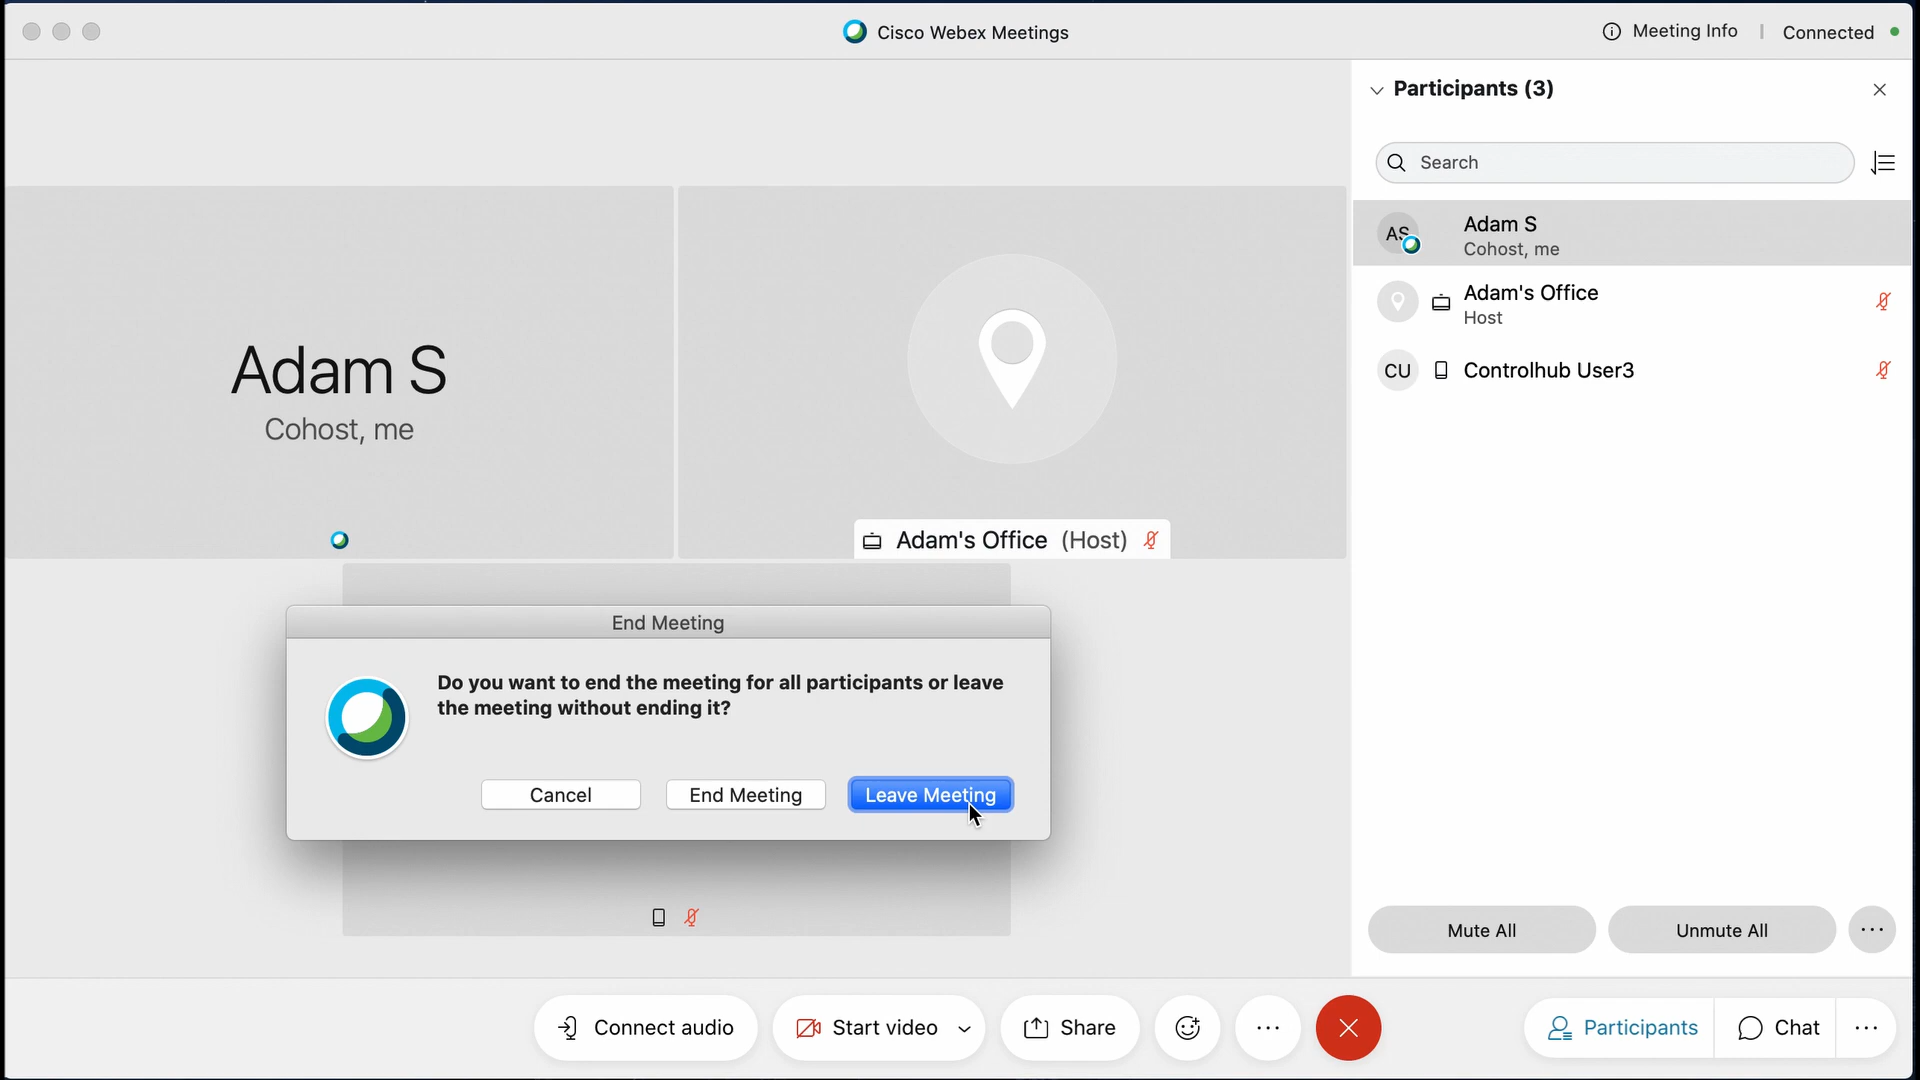 Cisco Webex Meetings
Meeting Info
Connected
Participants (3)
Search
AS
Adam S
Cohost, me
Adam's Office
Host
CU
Controlhub User3
Adam S
Cohost, me
Adam's Office (Host)
End Meeting
Do you want to end the meeting for all participants or leave
the meeting without ending it?
Cancel
End Meeting
Leave Meeting
Mute All
Unmute All
Connect audio
Start video
Share
Participants
Chat